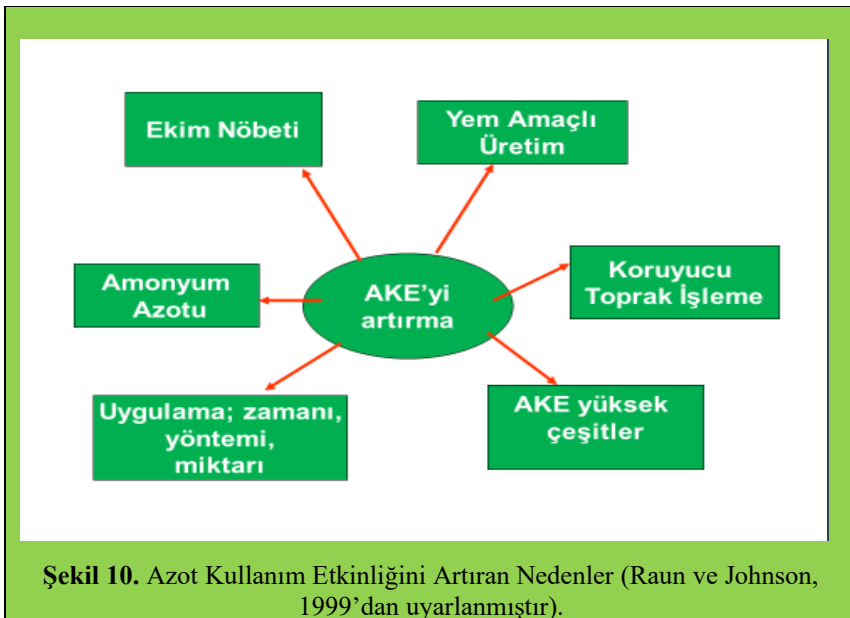 Ekim Nöbeti
Yem Amaçlı
Üretim
Amonyum
Azotu
AKE’yi
artırma
Koruyucu
Toprak İşleme
Uygulama; zamanı,
yöntemi,
miktarı
AKE yüksek
çeşitler
Şekil 10. Azot Kullanım Etkinliğini Artıran Nedenler (Raun ve Johnson,
1999’dan uyarlanmıştır).